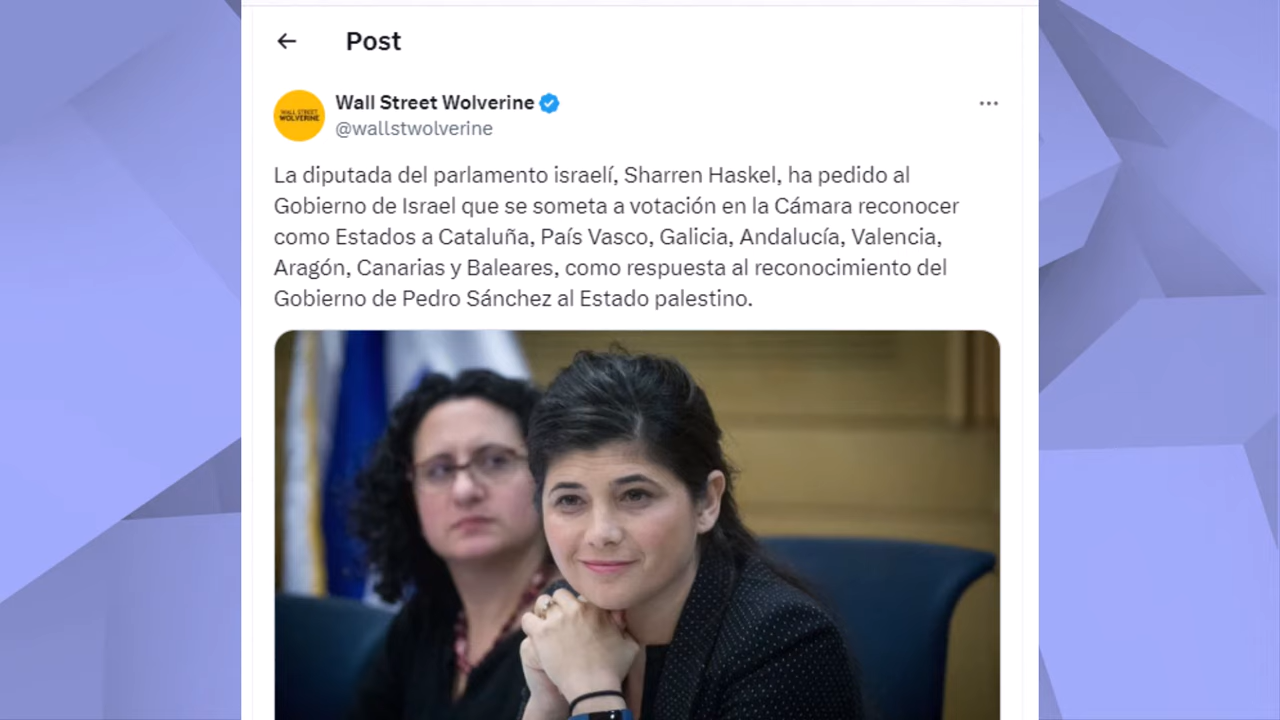 Post
WALL STREET
WOLVERINE
Wall Street Wolverine
@wallstwolverine
La diputada del parlamento israelí, Sharren Haskel, ha pedido al
Gobierno de Israel que se someta a votación en la Cámara reconocer
como Estados a Cataluña, País Vasco, Galicia, Andalucía, Valencia,
Aragón, Canarias y Baleares, como respuesta al reconocimiento del
Gobierno de Pedro Sánchez al Estado palestino.